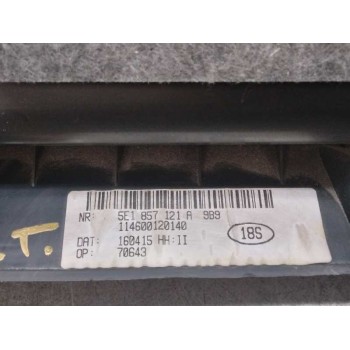 NR: 5E1 857 121 A 9B9
114600120140
DAT: 160415 HH:II
OP: 70643
18S
.T.